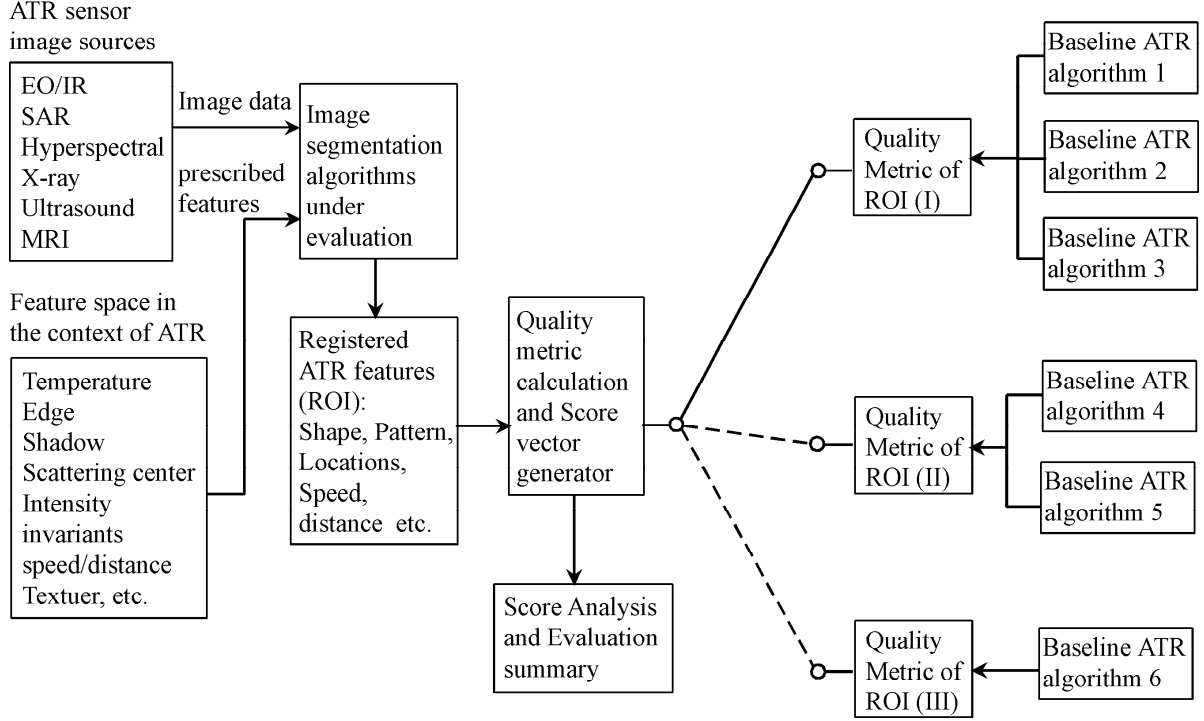 ATR sensor
image sources
EO/IR
SAR
Hyperspectral
X-ray
Ultrasound
MRI
Image data
prescribed
features
Image
segmentation
algorithms
under
evaluation
Feature space in
the context of ATR
Temperature
Edge
Shadow
Scattering center
Intensity
invariants
speed/distance
Textuer, etc.
Registered
ATR features
(ROI):
Shape, Pattern,
Locations,
Speed,
distance etc.
Quality
metric
calculation
and Score
vector
generator
Score Analysis
and Evaluation
summary
Quality
Metric of
ROI (I)
Baseline ATR
algorithm 1
Baseline ATR
algorithm 2
Baseline ATR
algorithm 3
Quality
Metric of
ROI (II)
Baseline ATR
algorithm 4
Baseline ATR
algorithm 5
Quality
Metric of
ROI (III)
Baseline ATR
algorithm 6